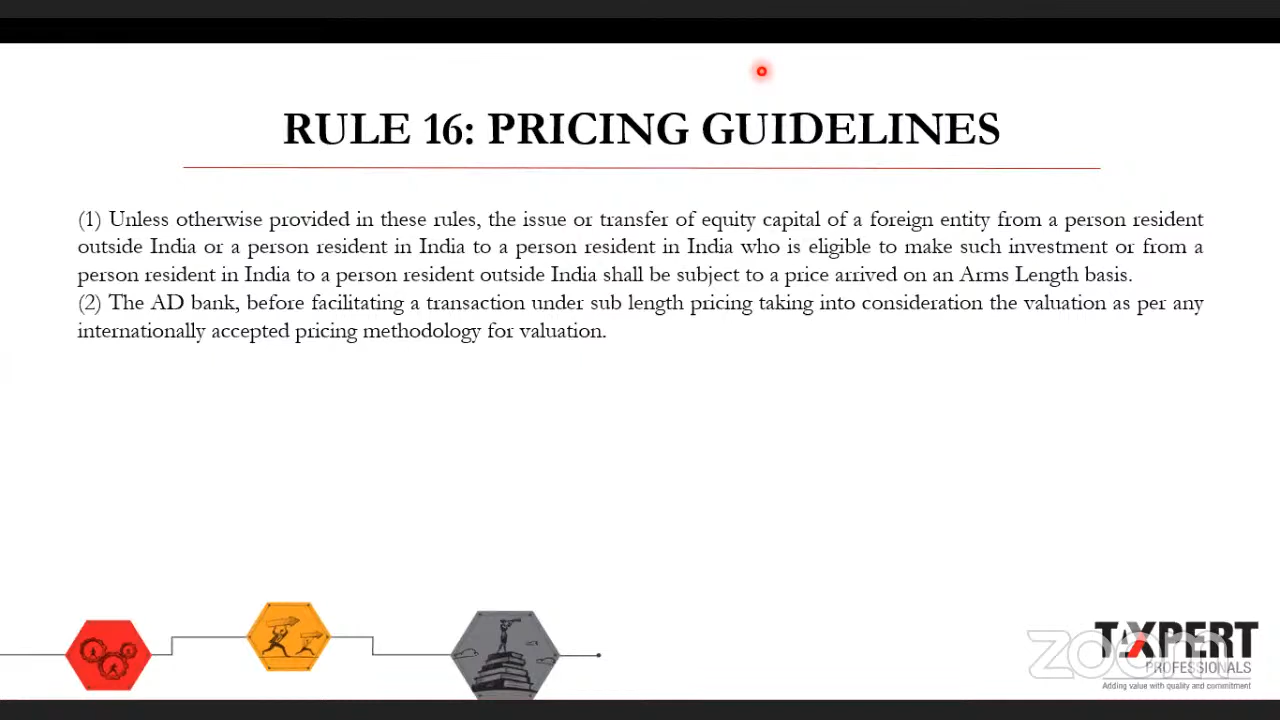 RULE 16: PRICING GUIDELINES
(1) Unless otherwise provided in these rules, the issue or transfer of equity capital of a foreign entity from a person resident
outside India or a person resident in India to a person resident in India who is eligible to make such investment or from a
person resident in India to a person resident outside India shall be subject to a price arrived on an Arms Length basis.
(2) The AD bank, before facilitating a transaction under sub length pricing taking into consideration the valuation as per any
internationally accepted pricing methodology for valuation.
TAXPERT
zoom
PROFESSIONALS
Adding value with quality and commitment